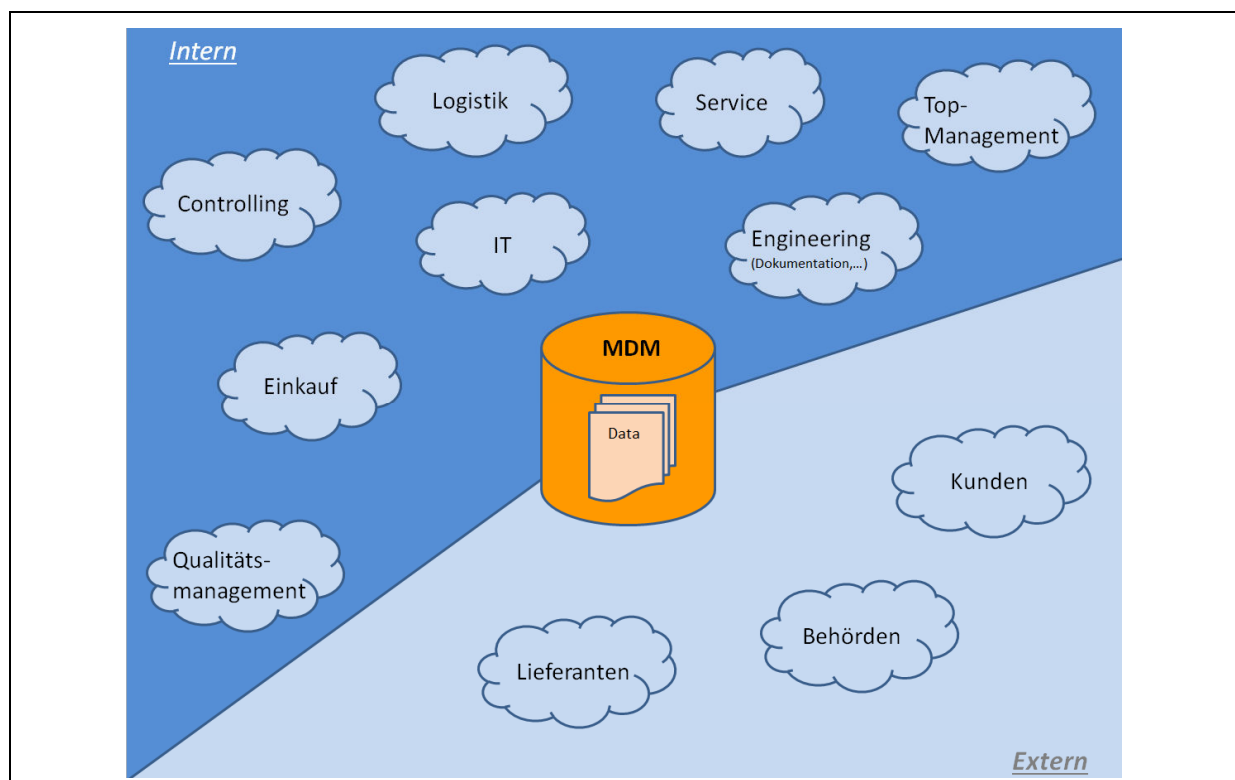 Intern
Logistik
Service
Top-
Management
Controlling
IT
Engineering
(Dokumentation,...)
MDM
Data
Einkauf
Kunden
Qualitäts-
management
Behörden
Lieferanten
Extern